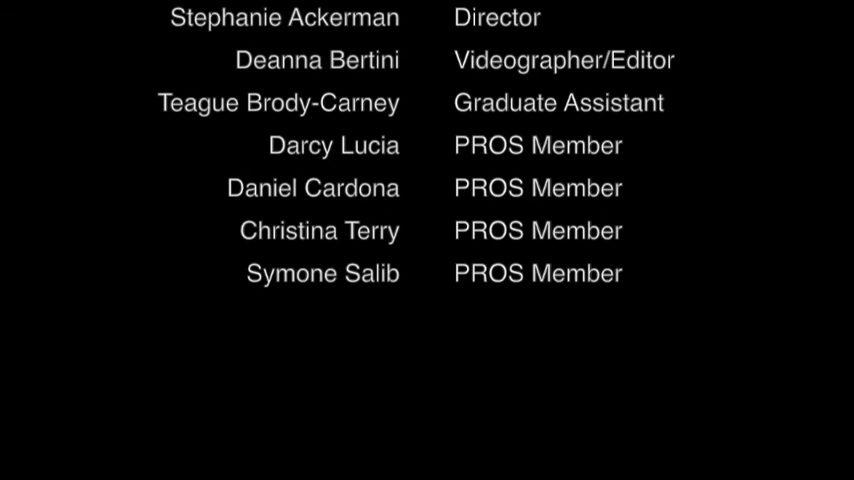 Stephanie Ackerman Director
Deanna Bertini Videographer/Editor
Teague Brody-Carney Graduate Assistant
Darcy Lucia PROS Member
Daniel Cardona PROS Member
Christina Terry PROS Member
Symone Salib PROS Member